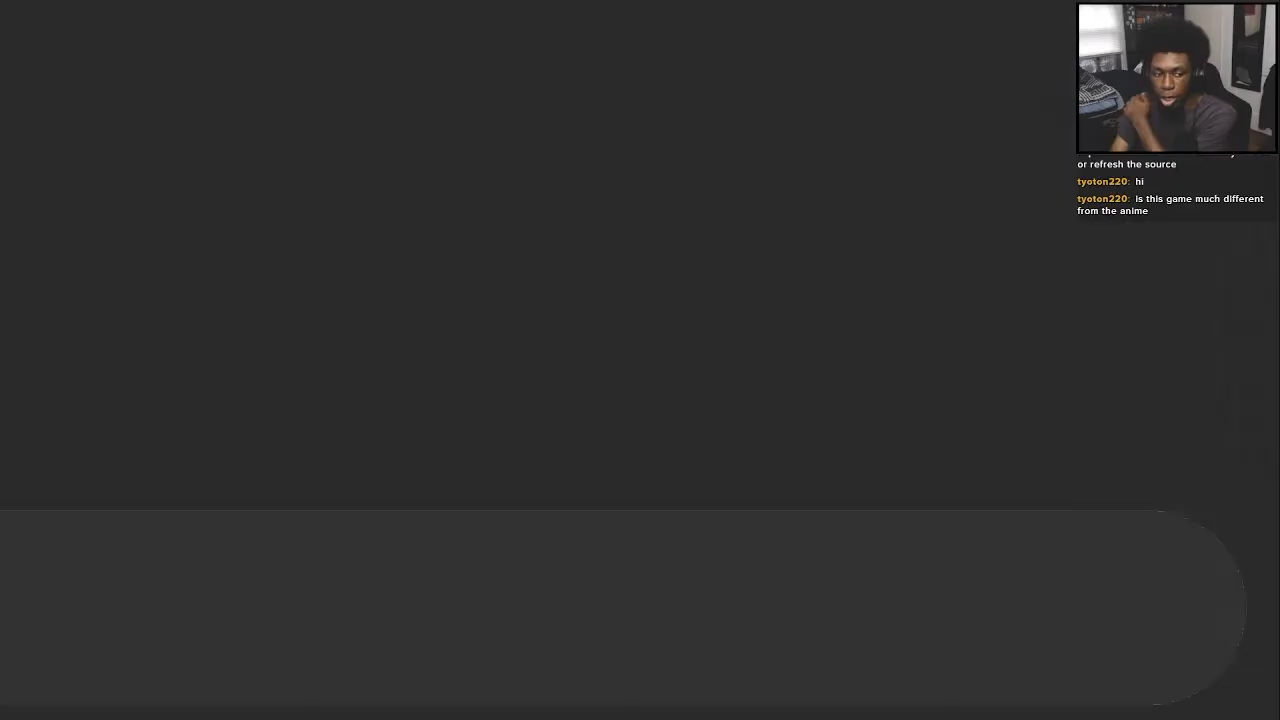 or refresh the source
tyoton220: hi
tyoton220: is this game much different
from the anime